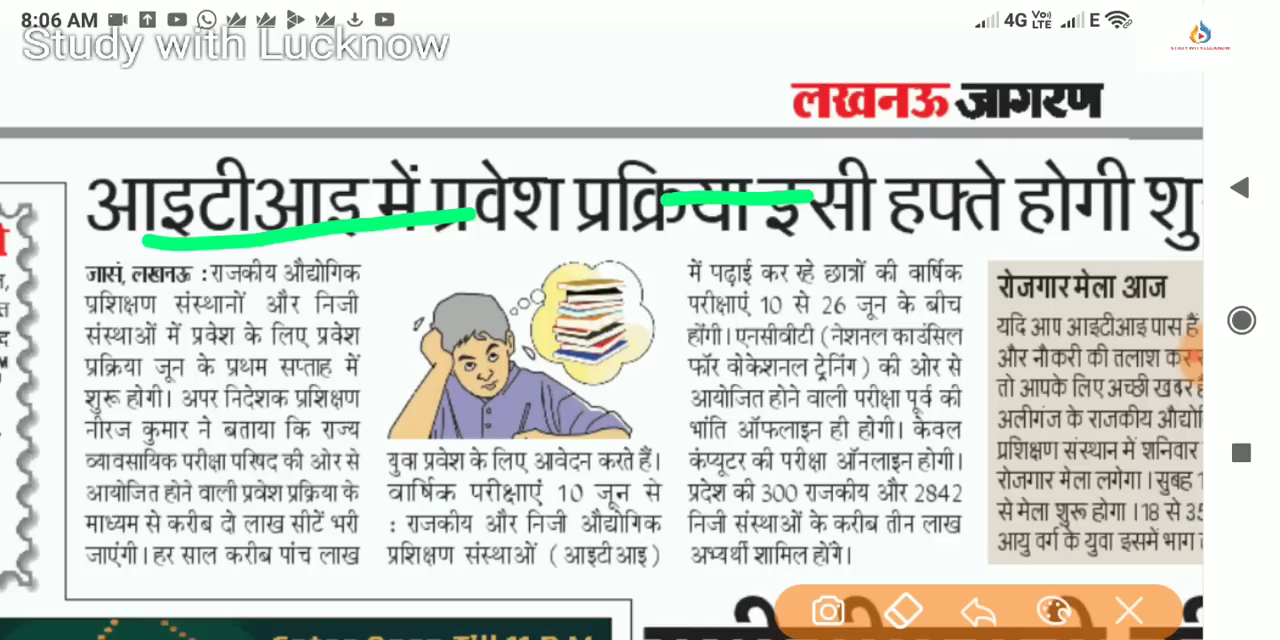 8:06 AM
4G Vo) LTE E
Study with Lucknow
STUDY WITH LUCKNOW
लखनऊ जागरण
आइटीआइ में प्रवेश प्रक्रिया इसी हफ्ते होगी शु
जासं, लखनऊ : राजकीय औद्योगिक
प्रशिक्षण संस्थानों और निजी
संस्थाओं में प्रवेश के लिए प्रवेश
प्रक्रिया जून के प्रथम सप्ताह में
शुरू होगी। अपर निदेशक प्रशिक्षण
नीरज कुमार ने बताया कि राज्य
व्यावसायिक परीक्षा परिषद की ओर से
आयोजित होने वाली प्रवेश प्रक्रिया के
माध्यम से करीब दो लाख सीटें भरी
जाएंगी। हर साल करीब पांच लाख
युवा प्रवेश के लिए आवेदन करते हैं।
वार्षिक परीक्षाएं 10 जून से
: राजकीय और निजी औद्योगिक
प्रशिक्षण संस्थाओं (आइटीआइ)
में पढ़ाई कर रहे छात्रों की वार्षिक
परीक्षाएं 10 से 26 जून के बीच
होंगी। एनसीवीटी (नेशनल काउंसिल
फॉर वोकेशनल ट्रेनिंग) की ओर से
आयोजित होने वाली परीक्षा पूर्व की
भांति ऑफलाइन ही होगी। केवल
कंप्यूटर की परीक्षा ऑनलाइन होगी।
प्रदेश की 300 राजकीय और 2842
निजी संस्थाओं के करीब तीन लाख
अभ्यर्थी शामिल होंगे।
रोजगार मेला आज
यदि आप आइटीआइ पास हैं
और नौकरी की तलाश कर
तो आपके लिए अच्छी खबर है
अलीगंज के राजकीय औद्योि
प्रशिक्षण संस्थान में शनिवार
रोजगार मेला लगेगा। सुबह
से मेला शुरू होगा। 18 से 35
आयु वर्ग के युवा इसमें भाग